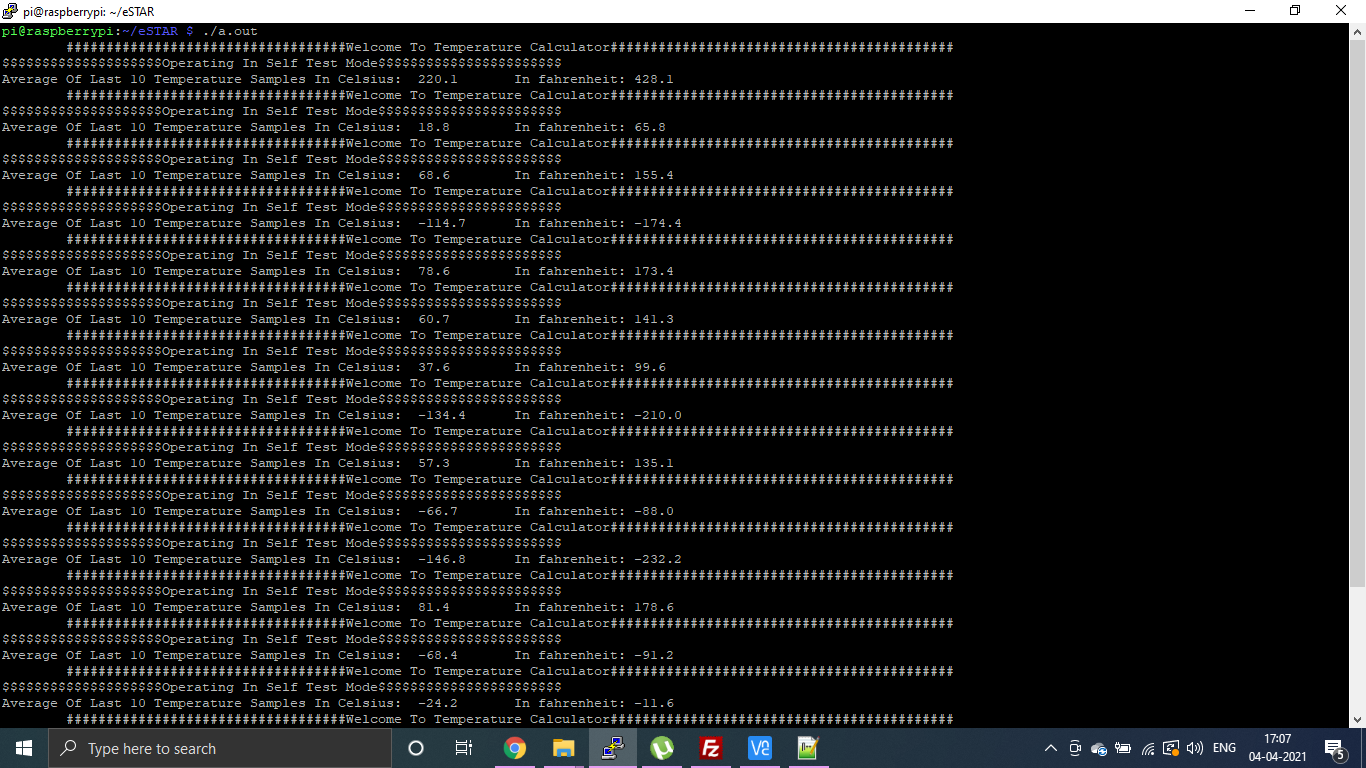 pi@raspberrypi: ~/eSTAR
pi@raspberrypi:~/eSTAR $ ./a.out
###################################Welcome To Temperature Calculator###########################################
$$$$$$$$$$$$$$$$$$$$Operating In Self Test Mode$$$$$$$$$$$$$$$$$$$$$$$
Average Of Last 10 Temperature Samples In Celsius: 220.1 In fahrenheit: 428.1
###################################Welcome To Temperature Calculator###########################################
$$$$$$$$$$$$$$$$$$$$Operating In Self Test Mode$$$$$$$$$$$$$$$$$$$$$$$
Average Of Last 10 Temperature Samples In Celsius: 18.8 In fahrenheit: 65.8
###################################Welcome To Temperature Calculator###########################################
$$$$$$$$$$$$$$$$$$$$Operating In Self Test Mode$$$$$$$$$$$$$$$$$$$$$$$
Average Of Last 10 Temperature Samples In Celsius: 68.6 In fahrenheit: 155.4
###################################Welcome To Temperature Calculator###########################################
$$$$$$$$$$$$$$$$$$$$Operating In Self Test Mode$$$$$$$$$$$$$$$$$$$$$$$
Average Of Last 10 Temperature Samples In Celsius: -114.7 In fahrenheit: -174.4
###################################Welcome To Temperature Calculator###########################################
$$$$$$$$$$$$$$$$$$$$Operating In Self Test Mode$$$$$$$$$$$$$$$$$$$$$$$
Average Of Last 10 Temperature Samples In Celsius: 78.6 In fahrenheit: 173.4
###################################Welcome To Temperature Calculator###########################################
$$$$$$$$$$$$$$$$$$$$Operating In Self Test Mode$$$$$$$$$$$$$$$$$$$$$$$
Average Of Last 10 Temperature Samples In Celsius: 60.7 In fahrenheit: 141.3
###################################Welcome To Temperature Calculator###########################################
$$$$$$$$$$$$$$$$$$$$Operating In Self Test Mode$$$$$$$$$$$$$$$$$$$$$$$
Average Of Last 10 Temperature Samples In Celsius: 37.6 In fahrenheit: 99.6
###################################Welcome To Temperature Calculator###########################################
$$$$$$$$$$$$$$$$$$$$Operating In Self Test Mode$$$$$$$$$$$$$$$$$$$$$$$
Average Of Last 10 Temperature Samples In Celsius: -134.4 In fahrenheit: -210.0
###################################Welcome To Temperature Calculator###########################################
$$$$$$$$$$$$$$$$$$$$Operating In Self Test Mode$$$$$$$$$$$$$$$$$$$$$$$
Average Of Last 10 Temperature Samples In Celsius: 57.3 In fahrenheit: 135.1
###################################Welcome To Temperature Calculator###########################################
$$$$$$$$$$$$$$$$$$$$Operating In Self Test Mode$$$$$$$$$$$$$$$$$$$$$$$
Average Of Last 10 Temperature Samples In Celsius: -66.7 In fahrenheit: -88.0
###################################Welcome To Temperature Calculator###########################################
$$$$$$$$$$$$$$$$$$$$Operating In Self Test Mode$$$$$$$$$$$$$$$$$$$$$$$
Average Of Last 10 Temperature Samples In Celsius: -146.8 In fahrenheit: -232.2
###################################Welcome To Temperature Calculator###########################################
$$$$$$$$$$$$$$$$$$$$Operating In Self Test Mode$$$$$$$$$$$$$$$$$$$$$$$
Average Of Last 10 Temperature Samples In Celsius: 81.4 In fahrenheit: 178.6
###################################Welcome To Temperature Calculator###########################################
$$$$$$$$$$$$$$$$$$$$Operating In Self Test Mode$$$$$$$$$$$$$$$$$$$$$$$
Average Of Last 10 Temperature Samples In Celsius: -68.4 In fahrenheit: -91.2
###################################Welcome To Temperature Calculator###########################################
$$$$$$$$$$$$$$$$$$$$Operating In Self Test Mode$$$$$$$$$$$$$$$$$$$$$$$
Average Of Last 10 Temperature Samples In Celsius: -24.2 In fahrenheit: -11.6
###################################Welcome To Temperature Calculator###########################################
Type here to search
Fz
V2
ENG
17:07
04-04-2021
5